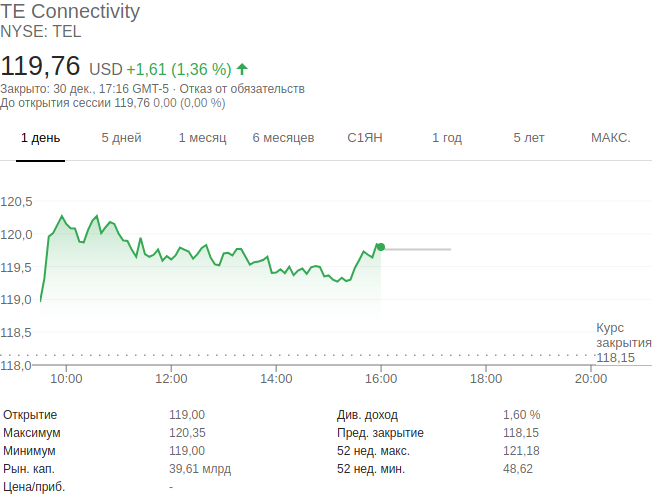 TE Connectivity
NYSE: TEL
119,76 USD +1,61 (1,36 %)
Закрыто: 30 дек., 17:16 GMT-5 · Отказ от обязательств
До открытия сессии 119,76 0,00 (0,00 %)
1 день 5 дней 1 месяц 6 месяцев С1ЯН 1 год 5 лет МАКС.
120,5
120,0
119,5
119,0
118,5
118,0
Курс
закрытия
118,15
10:00 12:00 14:00 16:00 18:00 20:00
Открытие 119,00 Див. доход 1,60 %
Максимум 120,35 Пред. закрытие 118,15
Минимум 119,00 52 нед. макс. 121,18
Рын. кап. 39,61 млрд 52 нед. мин. 48,62
Цена/приб. -